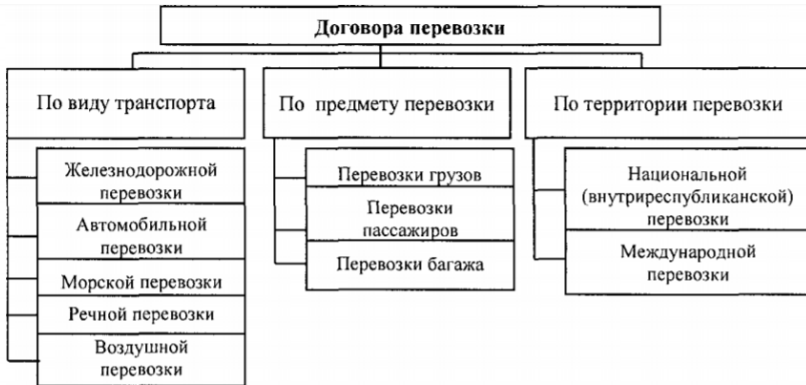 Договора перевозки
По виду транспорта
По предмету перевозки
По территории перевозки
Железнодорожной
перевозки
Автомобильной
перевозки
Морской перевозки
Речной перевозки
Воздушной
перевозки
Перевозки грузов
Перевозки
пассажиров
Перевозки багажа
Национальной
(внутриреспубликанской)
перевозки
Международной
перевозки